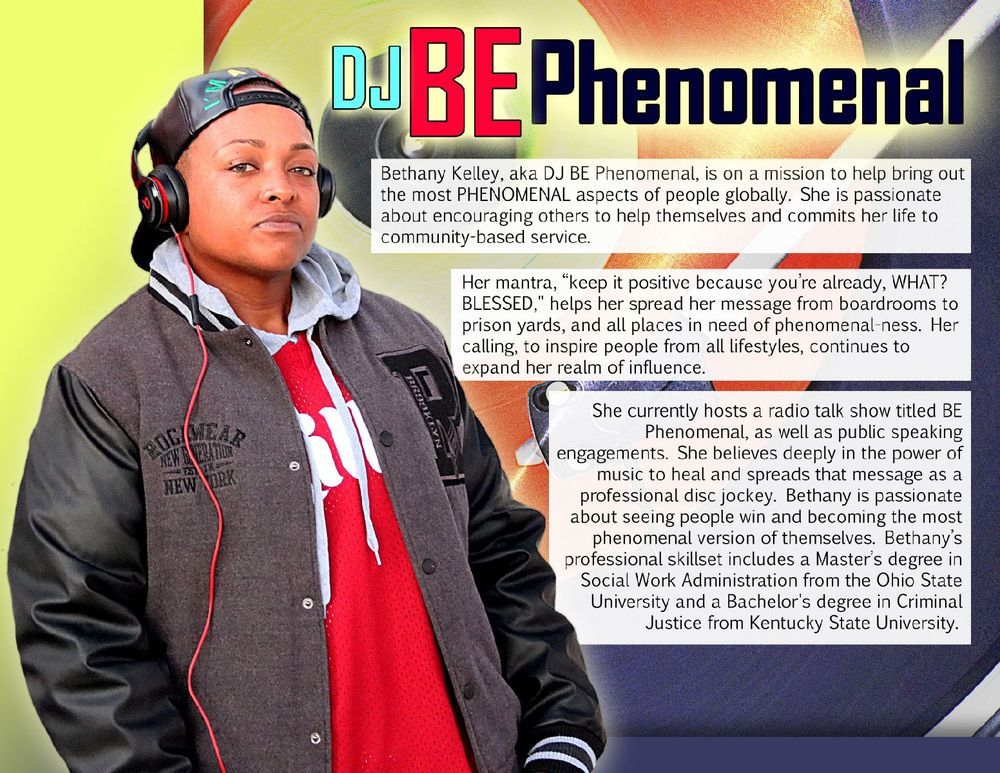 DJ BE Phenomenal
Bethany Kelley, aka DJ BE Phenomenal, is on a mission to help bring out
the most PHENOMENAL aspects of people globally. She is passionate
about encouraging others to help themselves and commits her life to
community-based service.
Her mantra, “keep it positive because you’re already, WHAT?
BLESSED," helps her spread her message from boardrooms to
prison yards, and all places in need of phenomenal-ness. Her
calling, to inspire people from all lifestyles, continues to
expand her realm of influence.
She currently hosts a radio talk show titled BE
Phenomenal, as well as public speaking
engagements. She believes deeply in the power of
music to heal and spreads that message as a
professional disc jockey. Bethany is passionate
about seeing people win and becoming the most
phenomenal version of themselves. Bethany’s
professional skillset includes a Master’s degree in
Social Work Administration from the Ohio State
University and a Bachelor's degree in Criminal
Justice from Kentucky State University.
I'M
BROOKLYN
ROCAWEAR
NEW YORK